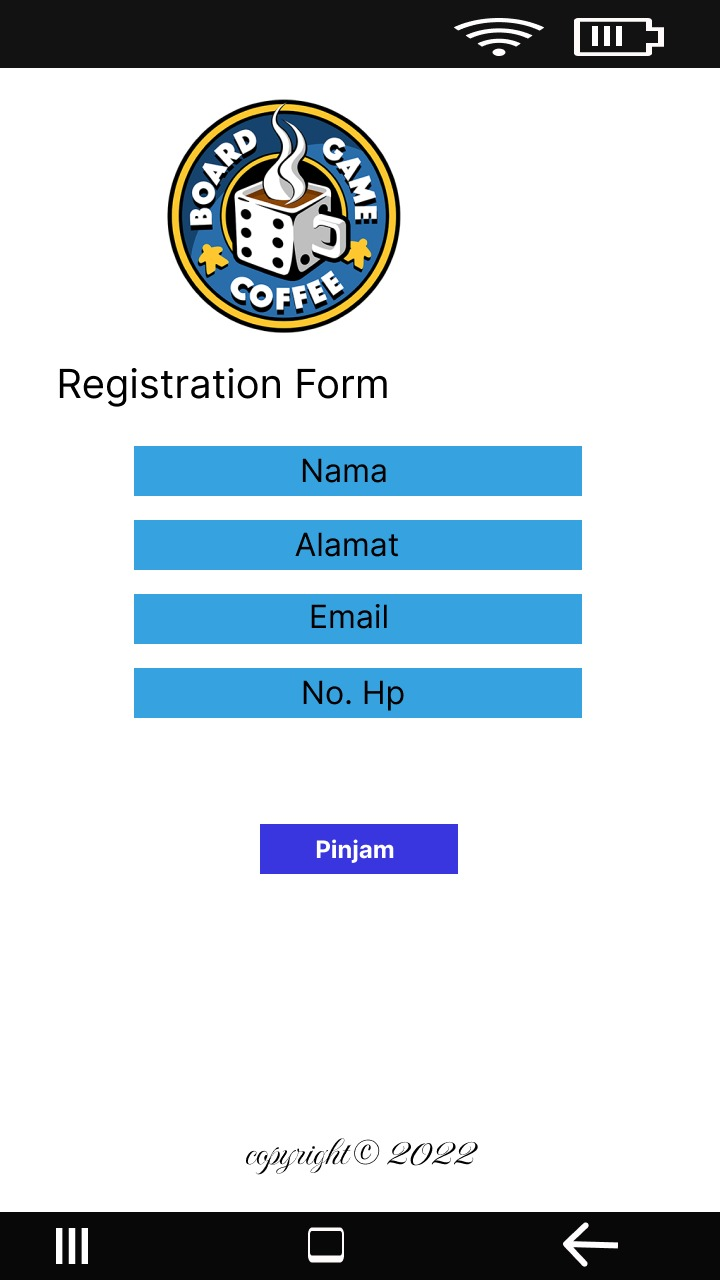 BOARD GAME
COFFEE
Registration Form
Nama
Alamat
Email
No. Hp
Pinjam
copyright© 2022